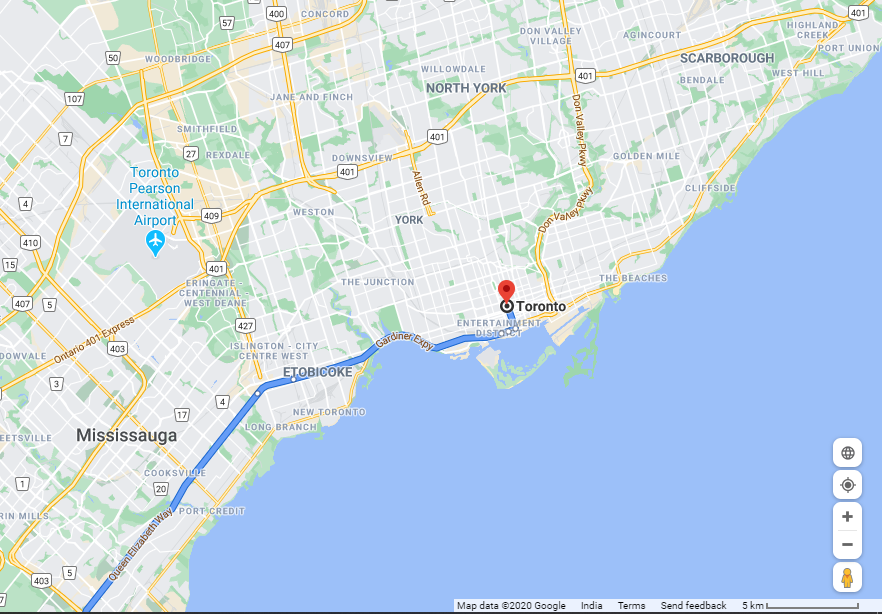 CONCORD
400
401
57
407
HIGHLAND
CREEK
DON VALLEY
VILLAGE
AGINCOURT
PORT UNION
50
WOODBRIDGE
SCARBOROUGH
WILLOWDALE
401
WEST HILL
BENDALE
NORTH YORK
107
JANE AND FINCH
Don Valley Pkwy
SMITHFIELD
401
7
27
REXDALE
DOWNSVIEW
GOLDEN MILE
401
Toronto
Pearson
International
Airport
Allen Rd
CLIFFSIDE
4
409
WESTON
YORK
Don Valley Pkwy
410
15
401
THE BEACHES
ERINGATE -
CENTENNIAL -
WEST DEANE
THE JUNCTION
407
5
Toronto
427
ENTERTAINMENT
DISTRICT
Ontario 401 Express
Gardiner Expy
403
ISLINGTON - CITY
CENTRE WEST
DOWVALE
ETOBICOKE
3
4
17
NEW TORONTO
LONG BRANCH
EETSVILLE
Mississauga
COOKSVILLE
1
20
PORT CREDIT
RIN MILLS
Queen Elizabeth Way
5
403
7
Map data ©2020 Google India Terms Send feedback 5 km